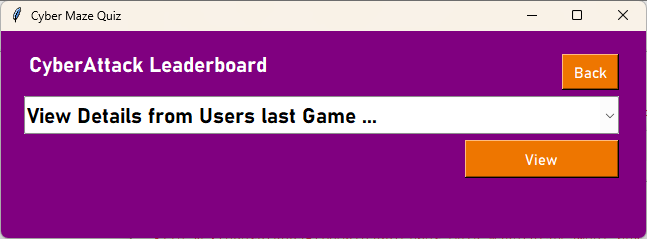 Cyber Maze Quiz
CyberAttack Leaderboard
Back
View Details from Users last Game ...
View